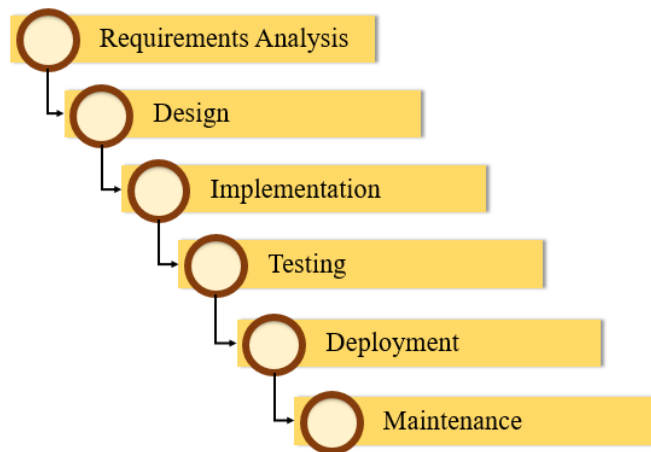 Requirements Analysis
Design
Implementation
Testing
Deployment
Maintenance